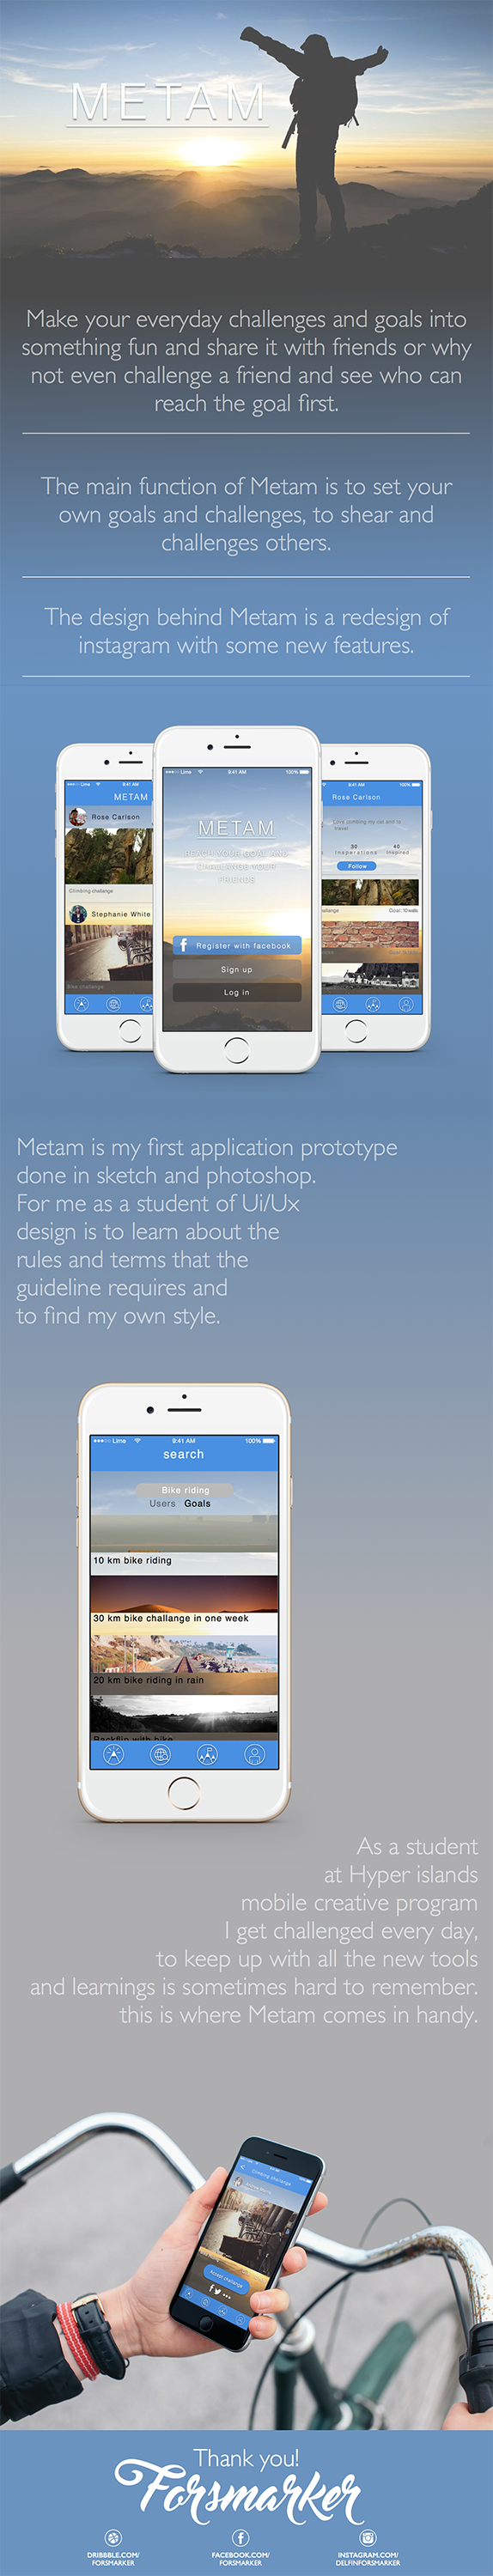 METAM
Make your everyday challenges and goals into
something fun and share it with friends or why
not even challenge a friend and see who can
reach the goal first.
The main function of Metam is to set your
own goals and challenges, to shear and
challenges others.
The design behind Metam is a redesign of
instagram with some new features.
Lime 9:41 AM
METAM
Rose Carlson
Climbing challenge
Stephanie White
Bike challenge
Lime 9:41 AM 100%
METAM
REACH YOUR GOAL AND
CHALLANGE YOUR
FRIENDS
f Register with facebook
Sign up
Log in
9:41 AM 100%
Rose Carlson
Love climbing my cat and to
travel
30 40
Insperations inspired
Follow
allange Goal: 10walls
Metam is my first application prototype
done in sketch and photoshop.
For me as a student of Ui/Ux
design is to learn about the
rules and terms that the
guideline requires and
to find my own style.
Lime 9:41 AM 100%
search
Bike riding
Users Goals
10 km bike riding
30 km bike challange in one week
20 km bike riding in rain
Backflip with bike
As a student
at Hyper islands
mobile creative program
I get challenged every day,
to keep up with all the new tools
and learnings is sometimes hard to remember.
this is where Metam comes in handy.
Climbing challange
Accept challange
Thank you!
Forsmarker
DRIBBBLE.COM/
FORSMARKER
FACEBOOK.COM/
FORSMARKER
INSTAGRAM.COM/
DELFINFORSMARKER